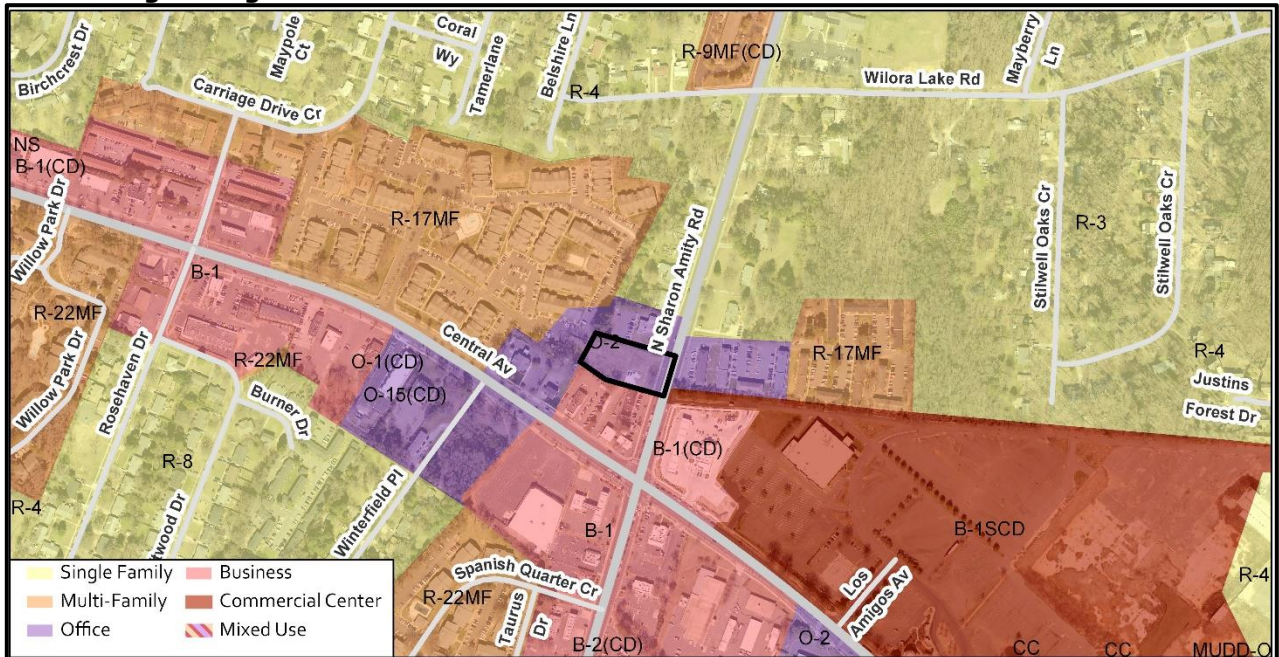 Coral
Wy
Maypole
Ct
Birchcrest Dr
Tamerlane
Belshire Ln
R-9MF(CD)
Mayberry
Ln
Wilora Lake Rd
R-4
Carriage Drive Cr
NS
B-1(CD)
Willow Park Dr
R-17MF
N Sharon Amity Rd
Stilwell Oaks Cr
R-3
Stilwell Oaks Cr
B-1
R-22MF
Central Av
O-2
R-22MF
O-1(CD)
R-17MF
R-4
Willow Park Dr
Rosehaven Dr
O-15(CD)
Justins
Forest Dr
Burner Dr
B-1(CD)
R-8
R-4
Winterfield Pl
B-1
B-1SCD
twood Dr
Spanish Quarter Cr
Los
Amigos Av
R-4
R-22MF
Taurus
Dr
B-2(CD)
O-2
CC
CC
MUDD-O
Single Family
Business
Multi-Family
Commercial Center
Office
Mixed Use